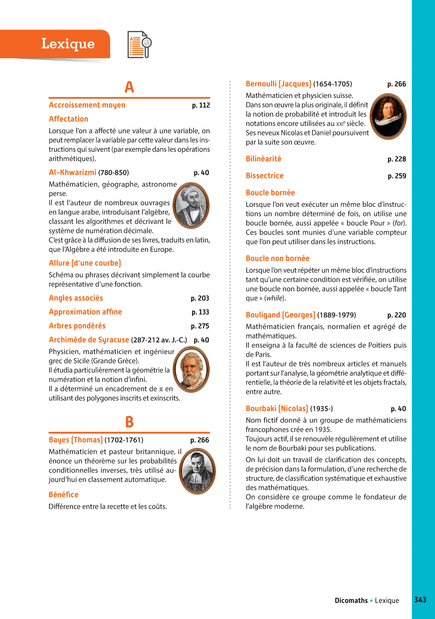 Lexique
A
Accroissement moyen p. 112
Affectation
Lorsque l'on a affecté une valeur à une variable, on
peut remplacer la variable par cette valeur dans les ins-
tructions qui suivent (par exemple dans les opérations
arithmétiques).
Al-Khwarizmi (780-850) p. 40
Mathématicien, géographe, astronome
perse.
Il est l'auteur de nombreux ouvrages
en langue arabe, introduisant l'algèbre,
classant les algorithmes et décrivant le
système de numération décimale.
C'est grâce à la diffusion de ses livres, traduits en latin,
que l'Algèbre a été introduite en Europe.
Allure (d'une courbe)
Schéma ou phrases décrivant simplement la courbe
représentative d'une fonction.
Angles associés p. 203
Approximation affine p. 133
Arbres pondérés p. 275
Archimède de Syracuse (287-212 av. J.-C.) p. 40
Physicien, mathématicien et ingénieur
grec de Sicile (Grande Grèce).
Il étudia particulièrement la géométrie la
numération et la notion d'infini.
Il a déterminé un encadrement de π en
utilisant des polygones inscrits et exinscrits.
B
Bayes (Thomas) (1702-1761) p. 266
Mathématicien et pasteur britannique, il
énonce un théorème sur les probabilités
conditionnelles inverses, très utilisé au-
jourd'hui en classement automatique.
Bénéfice
Différence entre la recette et les coûts.
Bernoulli (Jacques) (1654-1705) p. 266
Mathématicien et physicien suisse.
Dans son œuvre la plus originale, il définit
la notion de probabilité et introduit les
notations encore utilisées au XXIe siècle.
Ses neveux Nicolas et Daniel poursuivent
par la suite son œuvre.
Bilinéarité p. 228
Bissectrice p. 259
Boucle bornée
Lorsque l'on veut exécuter un même bloc d'instruc-
tions un nombre déterminé de fois, on utilise une
boucle bornée, aussi appelée « boucle Pour » (for).
Ces boucles sont munies d'une variable compteur
que l'on peut utiliser dans les instructions.
Boucle non bornée
Lorsque l'on veut répéter un même bloc d'instructions
tant qu'une certaine condition est vérifiée, on utilise
une boucle non bornée, aussi appelée « boucle Tant
que » (while).
Bouligand (Georges) (1889-1979) p. 220
Mathématicien français, normalien et agrégé de
mathématiques.
Il enseigna à la faculté de sciences de Poitiers puis
de Paris.
Il est l'auteur de très nombreux articles et manuels
portant sur l'analyse, la géométrie analytique et diffé-
rentielle, la théorie de la relativité et les objets fractals,
entre autre.
Bourbaki (Nicolas) (1935-) p. 40
Nom fictif donné à un groupe de mathématiciens
francophones crée en 1935.
Toujours actif, il se renouvèle régulièrement et utilise
le nom de Bourbaki pour ses publications.
On lui doit un travail de clarification des concepts,
de précision dans la formulation, d'une recherche de
structure, de classification systématique et exhaustive
des mathématiques.
On considère ce groupe comme le fondateur de
l'algèbre moderne.
Dicomaths • Lexique 343